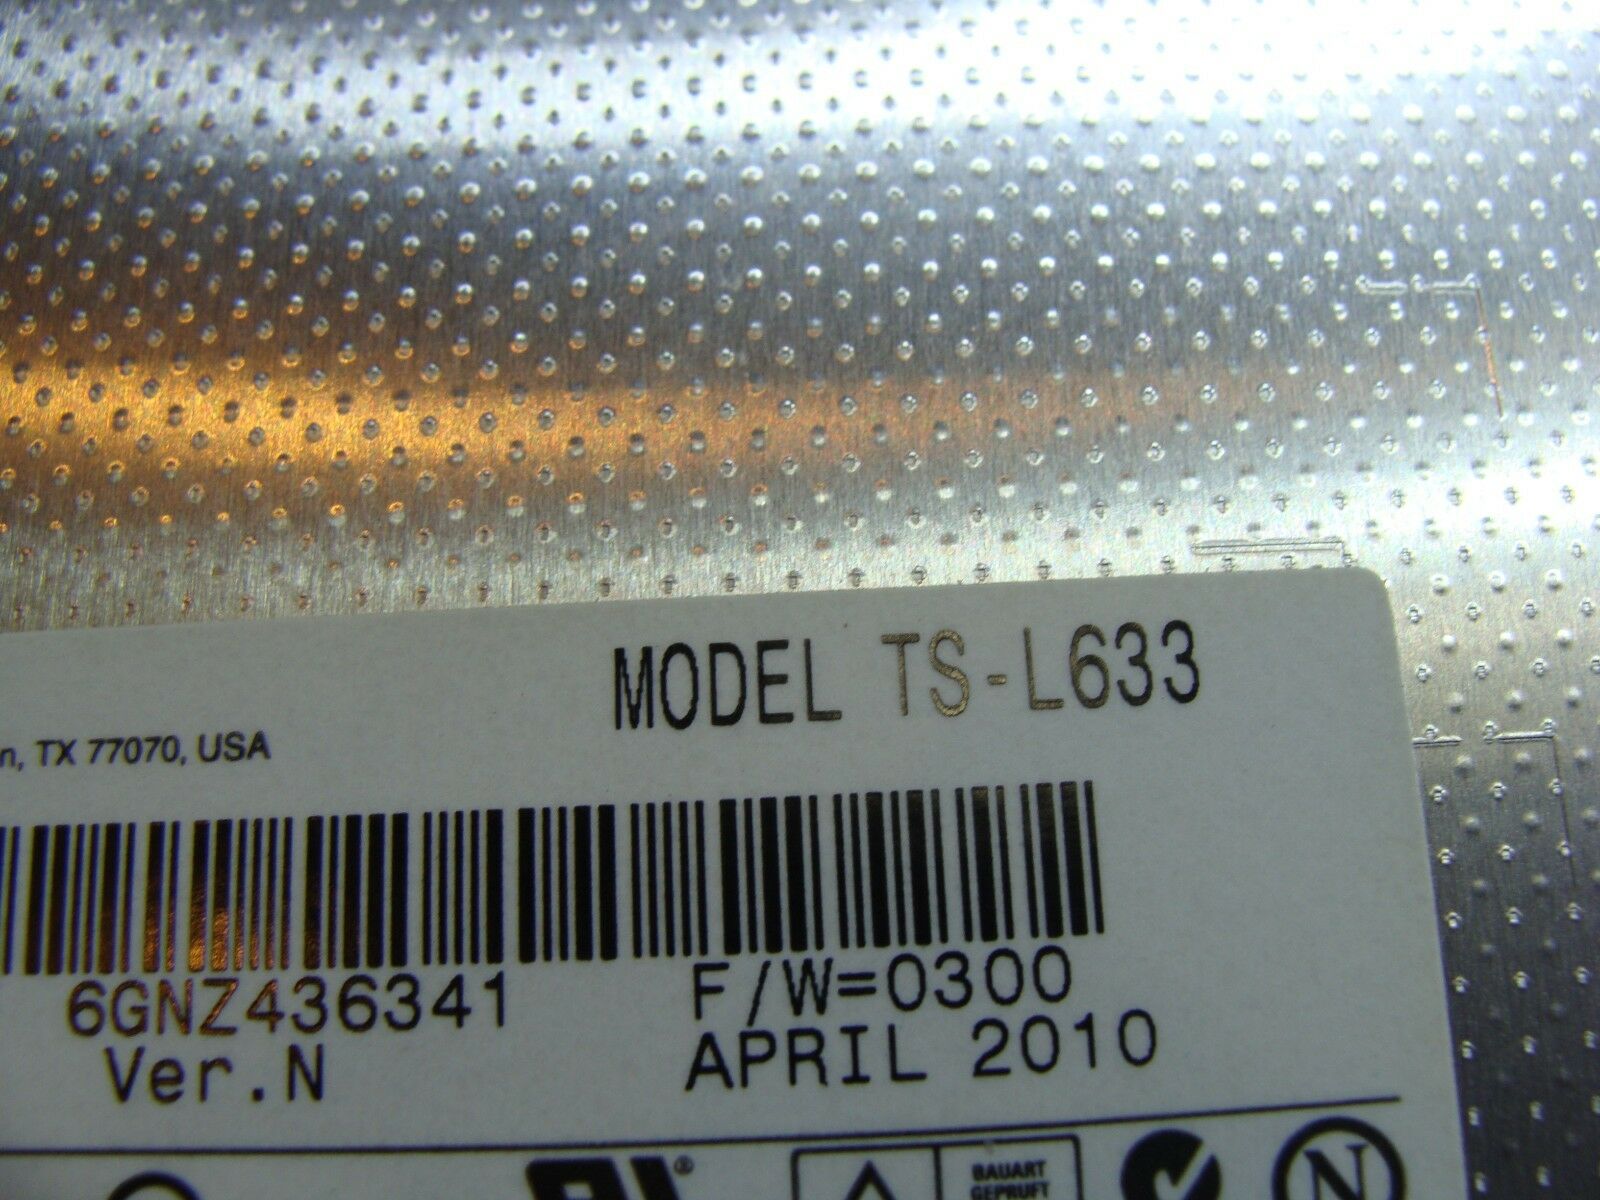 MODEL TS-L633
n, TX 77070, USA
6GNZ436341
F/W=0300
Ver.N
APRIL 2010
BAUART
GEPRUFT
N